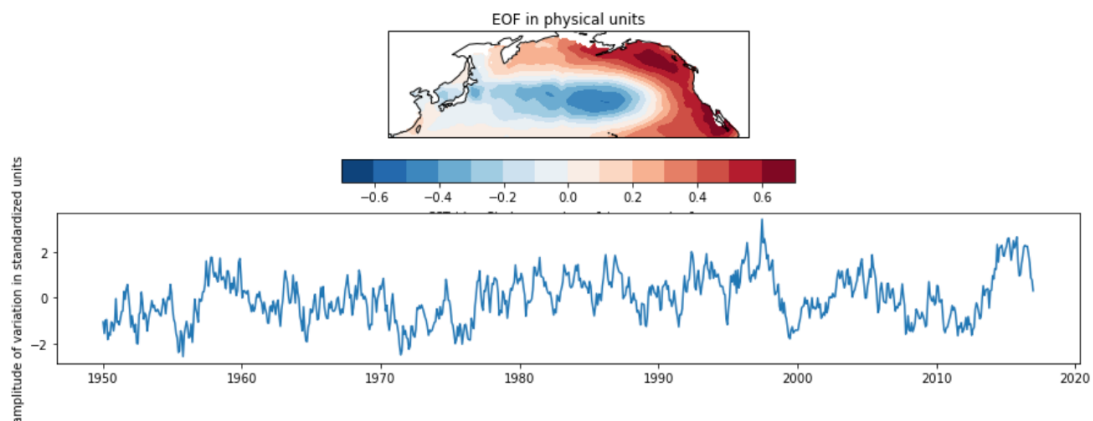 EOF in physical units
−0.6 −0.4 −0.2 0.0 0.2 0.4 0.6
amplitude of variation in standardized units
2
0
−2
1950 1960 1970 1980 1990 2000 2010 2020